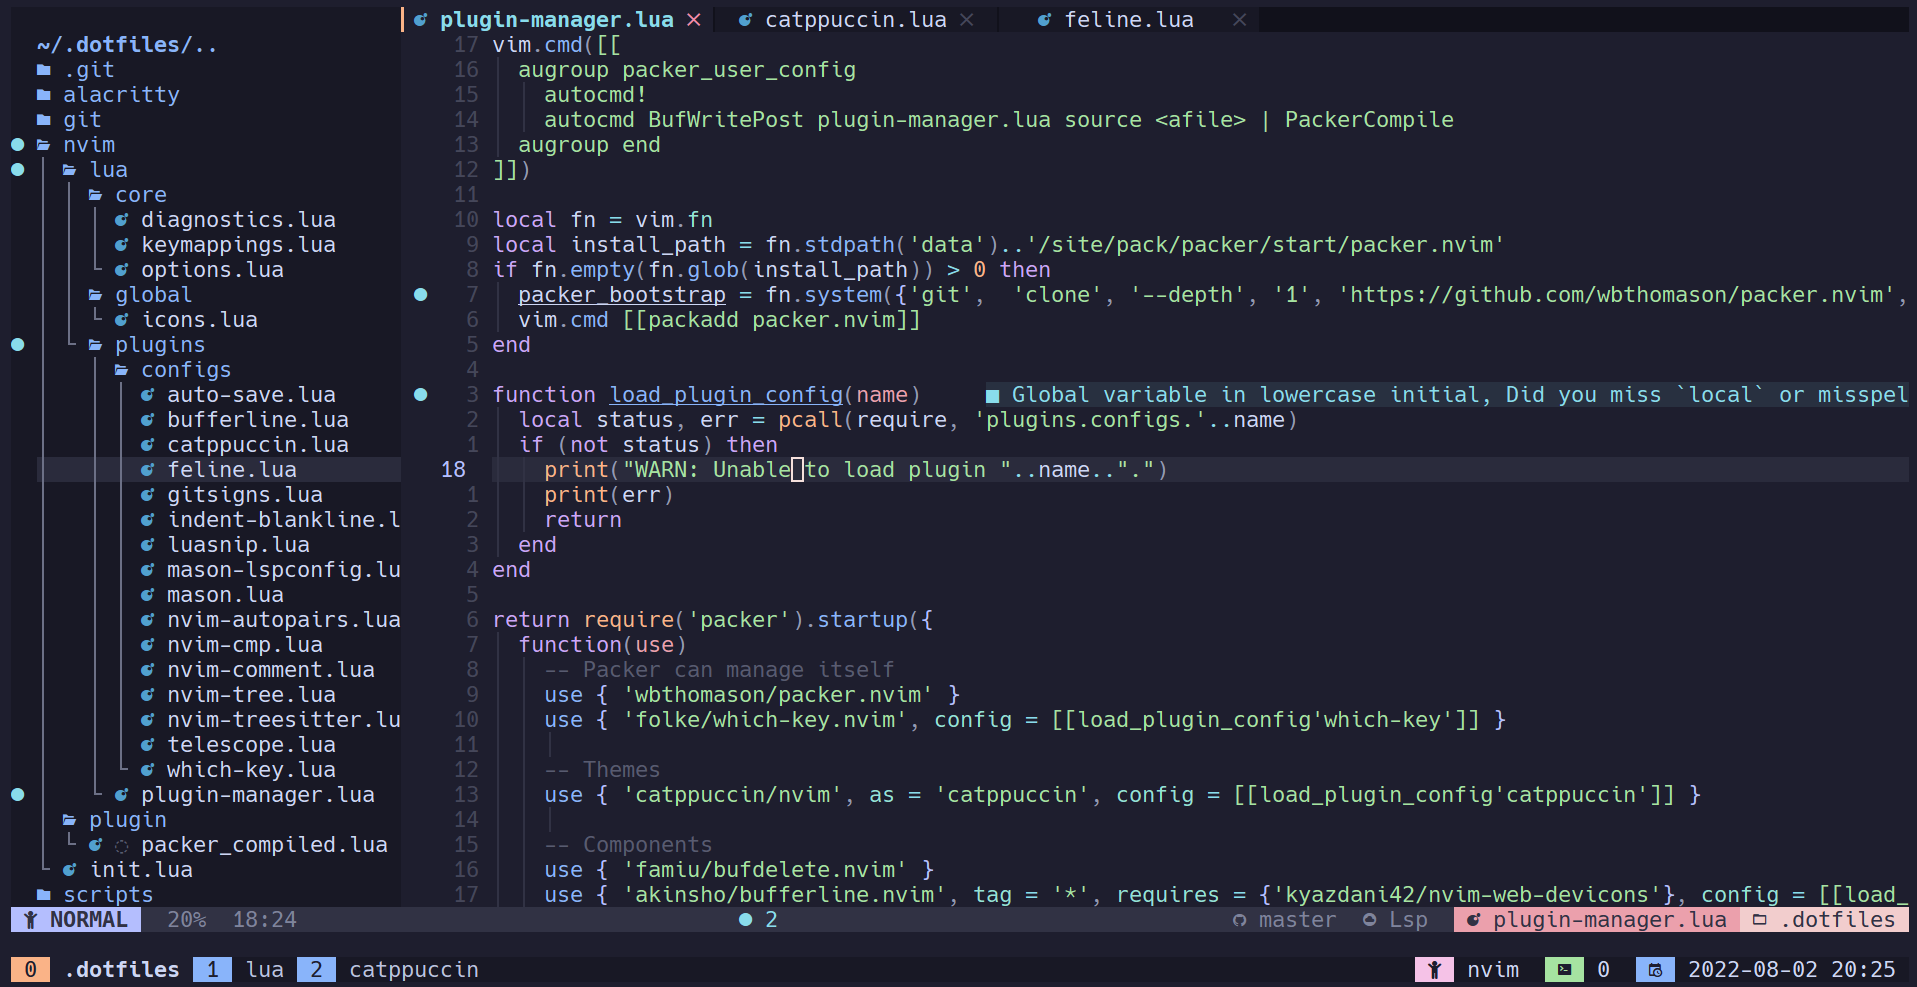 plugin-manager.lua × catppuccin.lua × feline.lua ×
~/.dotfiles/..
.git
alacritty
git
nvim
lua
core
diagnostics.lua
keymappings.lua
options.lua
global
icons.lua
plugins
configs
auto-save.lua
bufferline.lua
catppuccin.lua
feline.lua
gitsigns.lua
indent-blankline.l
luasnip.lua
mason-lspconfig.lu
mason.lua
nvim-autopairs.lua
nvim-cmp.lua
nvim-comment.lua
nvim-tree.lua
nvim-treesitter.lu
telescope.lua
which-key.lua
plugin-manager.lua
plugin
packer_compiled.lua
init.lua
scripts
17 vim.cmd([[
16 augroup packer_user_config
15 autocmd!
14 autocmd BufWritePost plugin-manager.lua source <afile> | PackerCompile
13 augroup end
12 ]])
11
10 local fn = vim.fn
9 local install_path = fn.stdpath('data')..'/site/pack/packer/start/packer.nvim'
8 if fn.empty(fn.glob(install_path)) > 0 then
7 packer_bootstrap = fn.system({'git', 'clone', '--depth', '1', 'https://github.com/wbthomason/packer.nvim',
6 vim.cmd [[packadd packer.nvim]]
5 end
4
3 function load_plugin_config(name) ■ Global variable in lowercase initial, Did you miss `local` or misspel
2 local status, err = pcall(require, 'plugins.configs.'..name)
1 if (not status) then
18 print("WARN: Unable to load plugin "..name..".")
1 print(err)
2 return
3 end
4 end
5
6 return require('packer').startup({
7 function(use)
8 -- Packer can manage itself
9 use { 'wbthomason/packer.nvim' }
10 use { 'folke/which-key.nvim', config = [[load_plugin_config'which-key']] }
11
12 -- Themes
13 use { 'catppuccin/nvim', as = 'catppuccin', config = [[load_plugin_config'catppuccin']] }
14
15 -- Components
16 use { 'famiu/bufdelete.nvim' }
17 use { 'akinsho/bufferline.nvim', tag = '*', requires = {'kyazdani42/nvim-web-devicons'}, config = [[load_
NORMAL 20% 18:24 2 master Lsp plugin-manager.lua .dotfiles
0 .dotfiles 1 lua 2 catppuccin nvim 0 2022-08-02 20:25